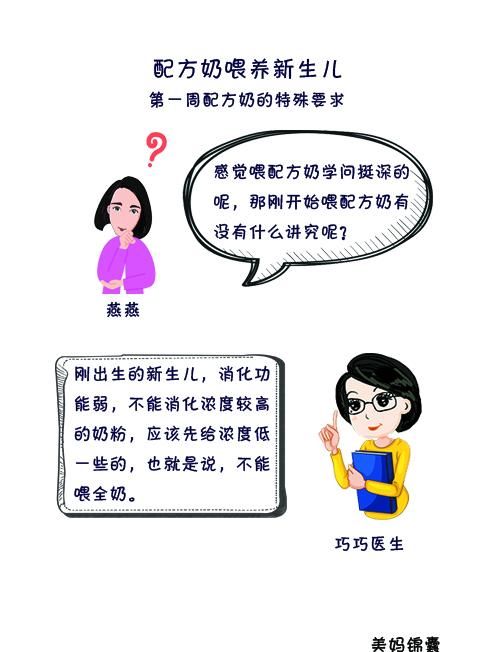 配方奶喂养新生儿
第一周配方奶的特殊要求
?
感觉喂配方奶学问挺深的
呢，那刚开始喂配方奶有
没有什么讲究呢?
燕燕
刚出生的新生儿，消化功
能弱，不能消化浓度较高
的奶粉，应该先给浓度低
一些的，也就是说，不能
喂全奶。
巧巧医生
美妈锦囊